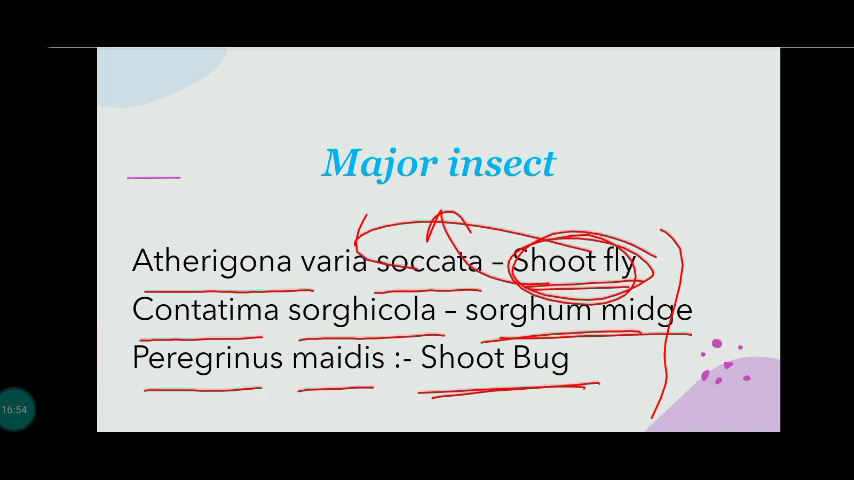 Major insect
Atherigona varia soccata – Shoot fly
Contatima sorghicola – sorghum midge
Peregrinus maidis :- Shoot Bug
16:54